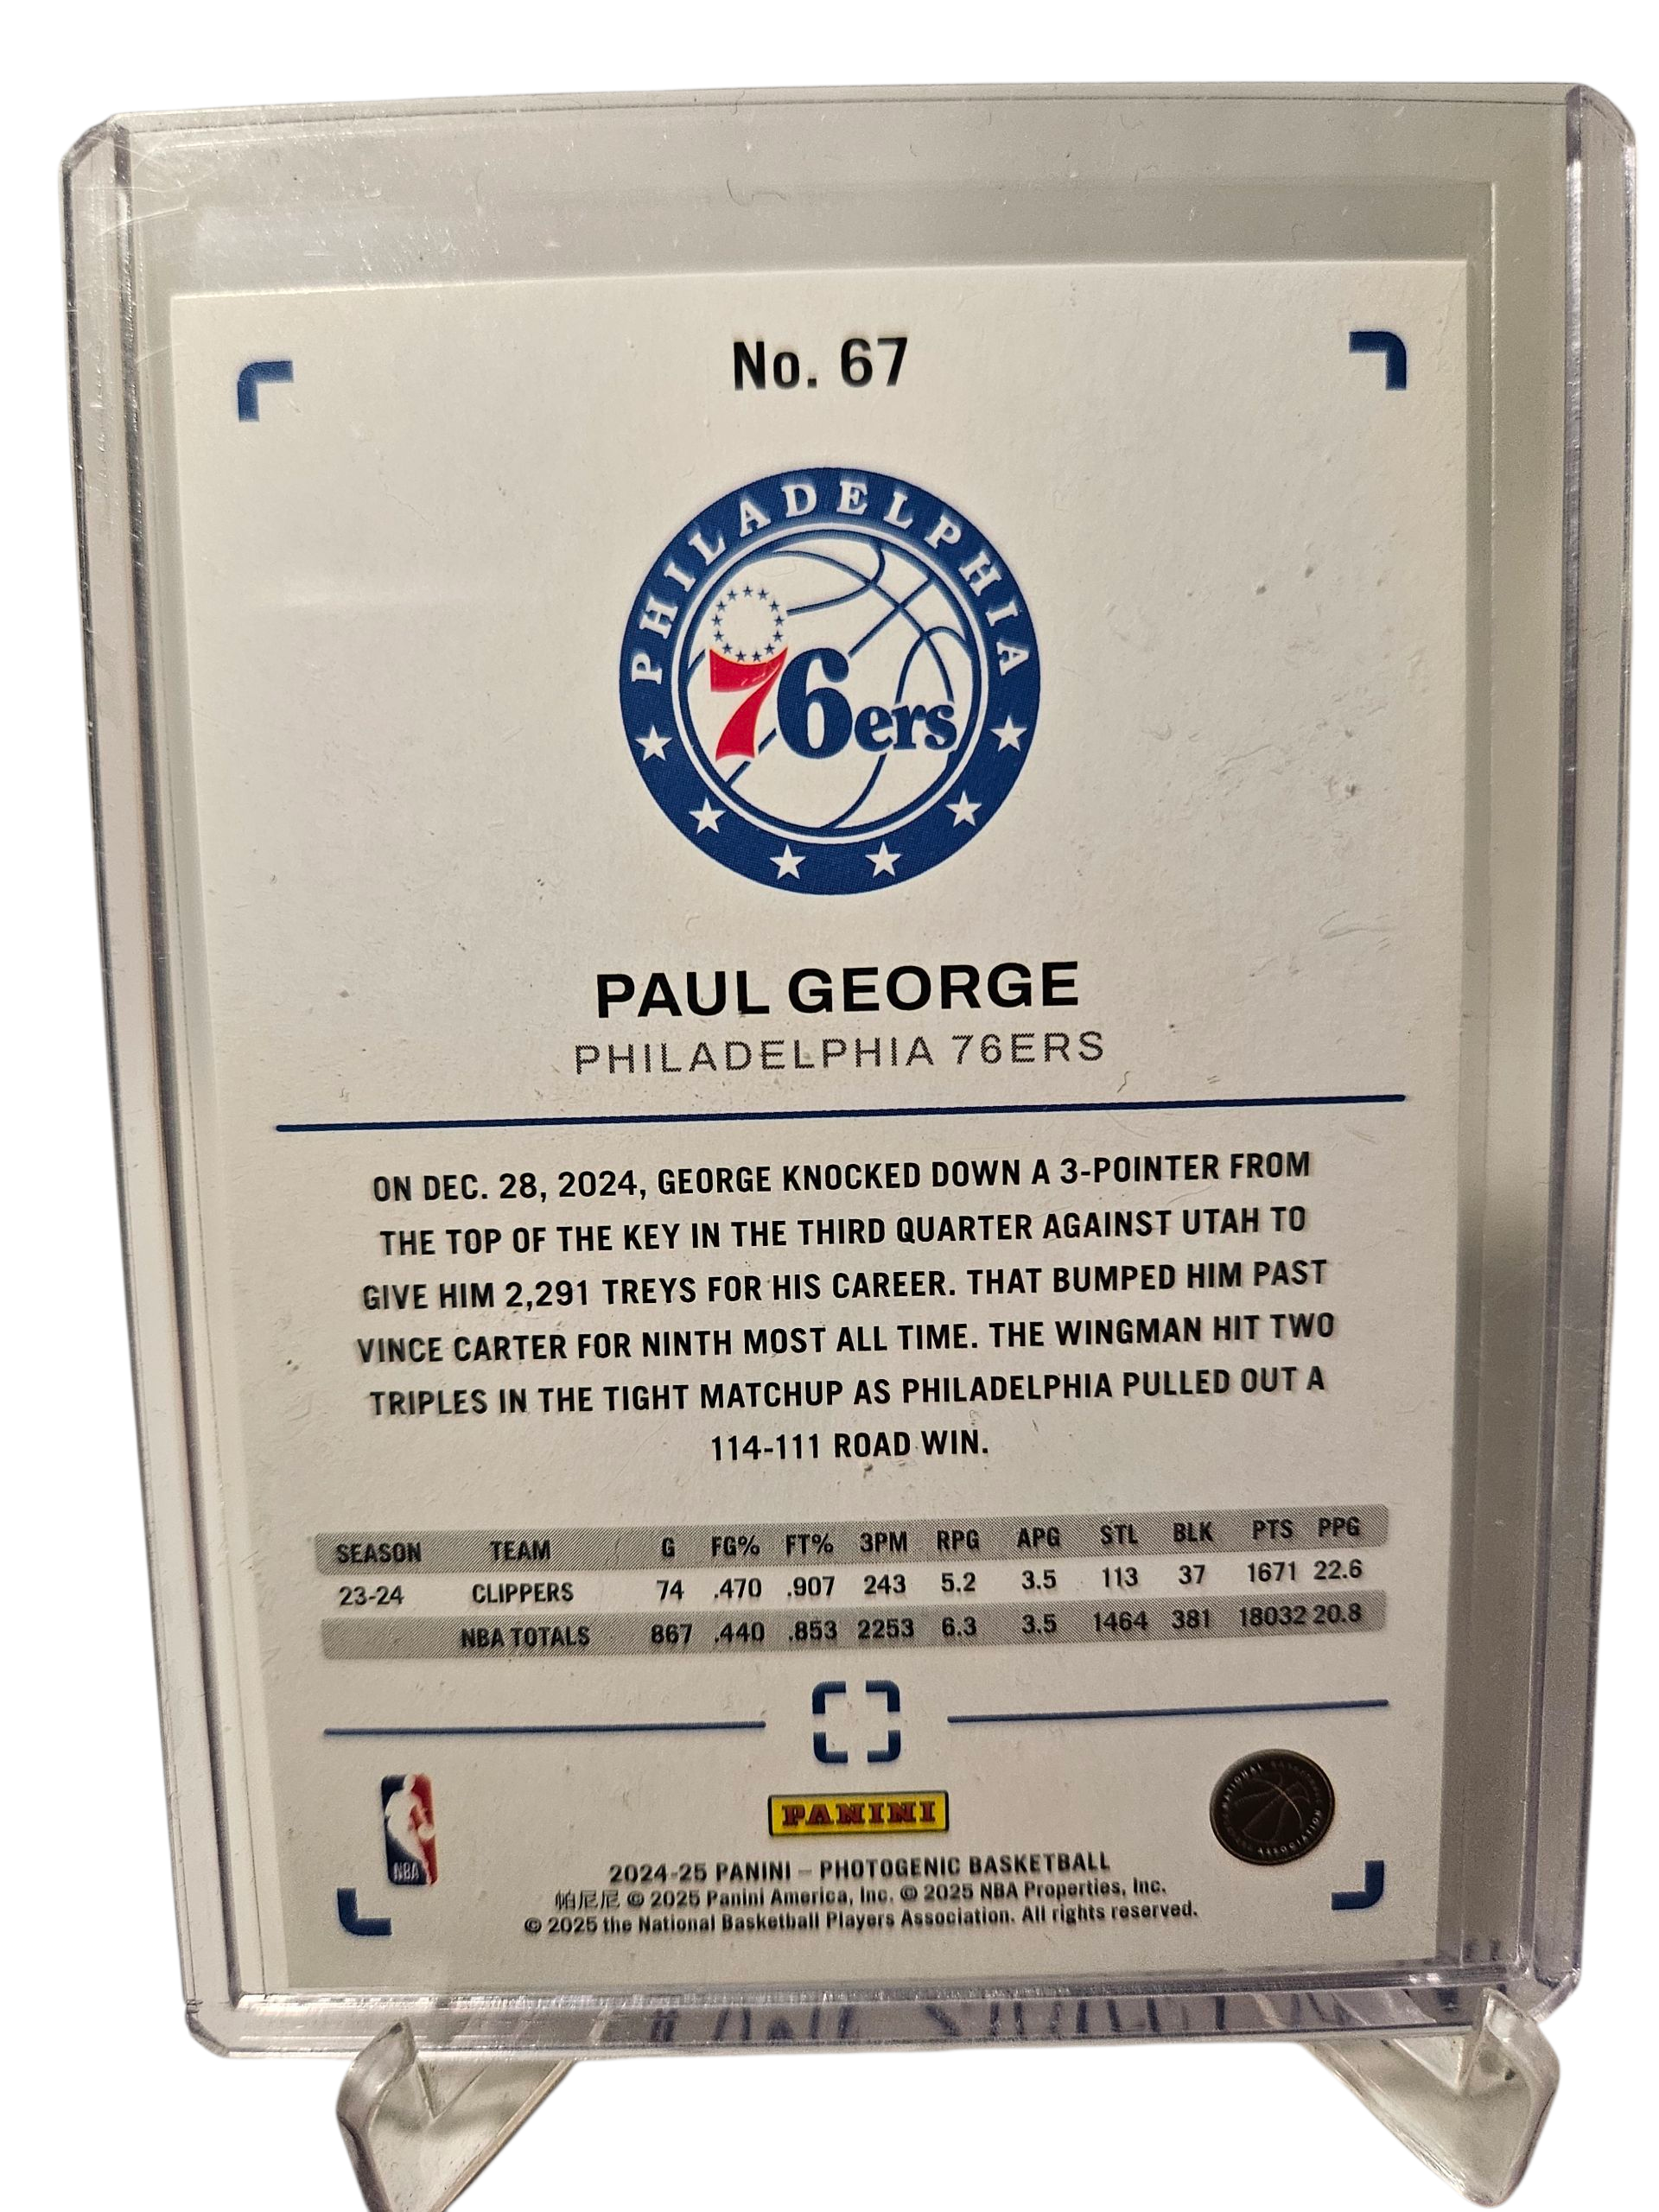 No. 67
PHILADELPHIA
76ers
PAUL GEORGE
PHILADELPHIA 76ERS
ON DEC. 28, 2024, GEORGE KNOCKED DOWN A 3-POINTER FROM
THE TOP OF THE KEY IN THE THIRD QUARTER AGAINST UTAH TO
GIVE HIM 2,291 TREYS FOR HIS CAREER. THAT BUMPED HIM PAST
VINCE CARTER FOR NINTH MOST ALL TIME. THE WINGMAN HIT TWO
TRIPLES IN THE TIGHT MATCHUP AS PHILADELPHIA PULLED OUT A
114-111 ROAD WIN.
SEASON TEAM G FG% FT% 3PM RPG APG STL BLK PTS PPG
23-24 CLIPPERS 74 .470 .907 243 5.2 3.5 113 37 1671 22.6
NBA TOTALS 867 .440 .853 2253 6.3 3.5 1464 381 18032 20.8
NBA
PANINI
NATIONAL BASKETBALL PLAYERS ASSOCIATION
2024-25 PANINI – PHOTOGENIC BASKETBALL
帕尼尼 © 2025 Panini America, Inc. © 2025 NBA Properties, Inc.
© 2025 the National Basketball Players Association. All rights reserved.